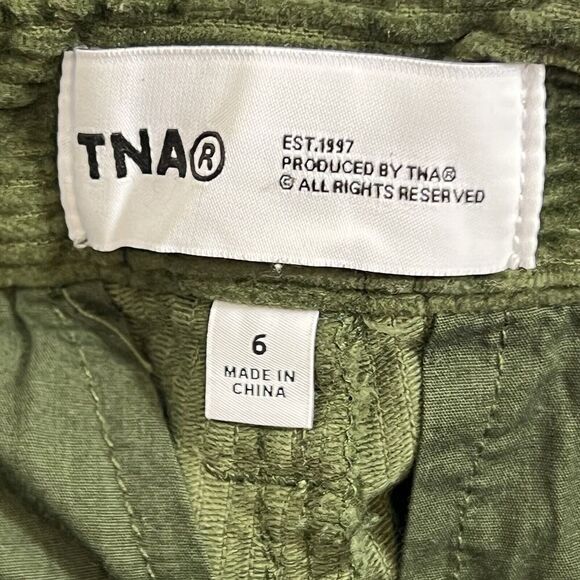 TNA®
EST.1997
PRODUCED BY TNA®
© ALL RIGHTS RESERVED
6
MADE IN
CHINA